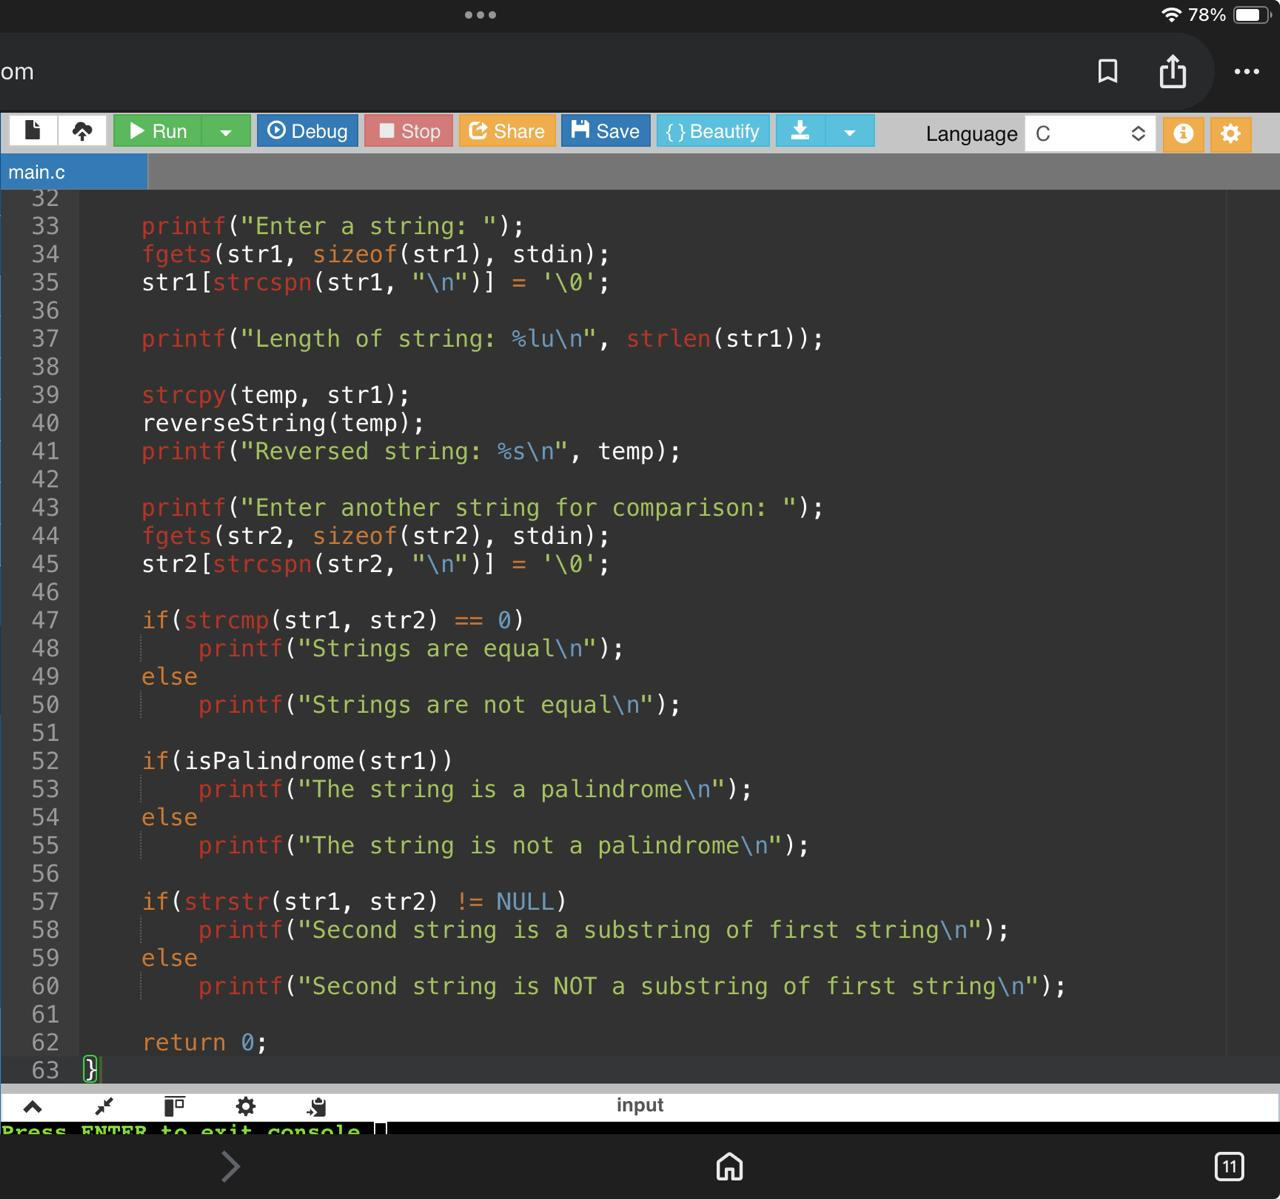 78%
om
Run Debug Stop Share Save { } Beautify Language C
main.c
32
33 printf("Enter a string: ");
34 fgets(str1, sizeof(str1), stdin);
35 str1[strcspn(str1, "\n")] = '\0';
36
37 printf("Length of string: %lu\n", strlen(str1));
38
39 strcpy(temp, str1);
40 reverseString(temp);
41 printf("Reversed string: %s\n", temp);
42
43 printf("Enter another string for comparison: ");
44 fgets(str2, sizeof(str2), stdin);
45 str2[strcspn(str2, "\n")] = '\0';
46
47 if(strcmp(str1, str2) == 0)
48 printf("Strings are equal\n");
49 else
50 printf("Strings are not equal\n");
51
52 if(isPalindrome(str1))
53 printf("The string is a palindrome\n");
54 else
55 printf("The string is not a palindrome\n");
56
57 if(strstr(str1, str2) != NULL)
58 printf("Second string is a substring of first string\n");
59 else
60 printf("Second string is NOT a substring of first string\n");
61
62 return 0;
63 }
input
Press ENTER to exit console.
11